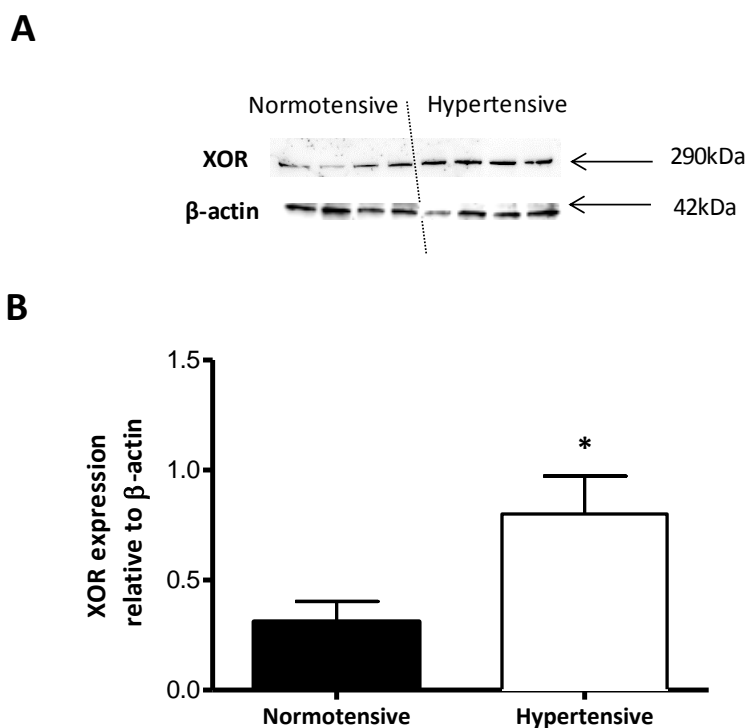 A
Normotensive Hypertensive
XOR 290kDa
β-actin 42kDa
B
XOR expression
relative to β-actin
1.5
1.0
0.5
0.0
*
Normotensive Hypertensive